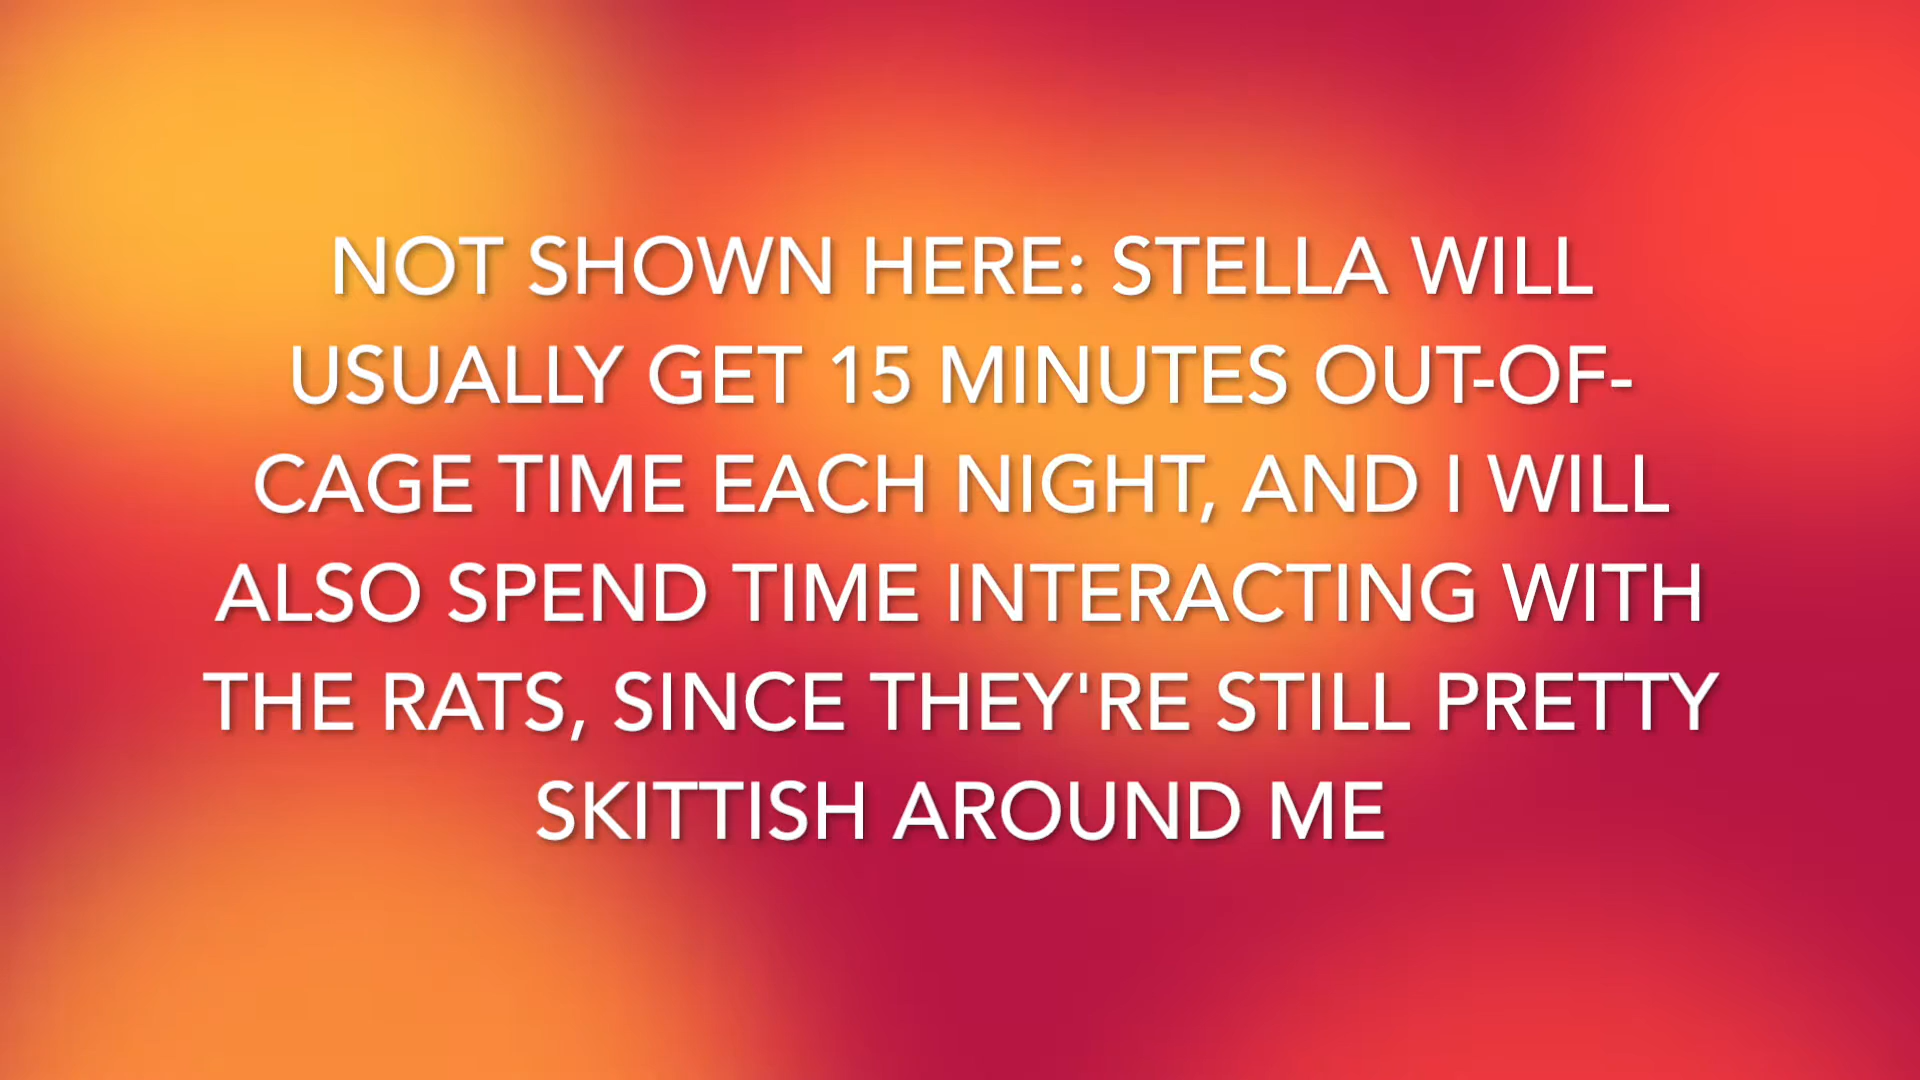 NOT SHOWN HERE: STELLA WILL
USUALLY GET 15 MINUTES OUT-OF-
CAGE TIME EACH NIGHT, AND I WILL
ALSO SPEND TIME INTERACTING WITH
THE RATS, SINCE THEY'RE STILL PRETTY
SKITTISH AROUND ME